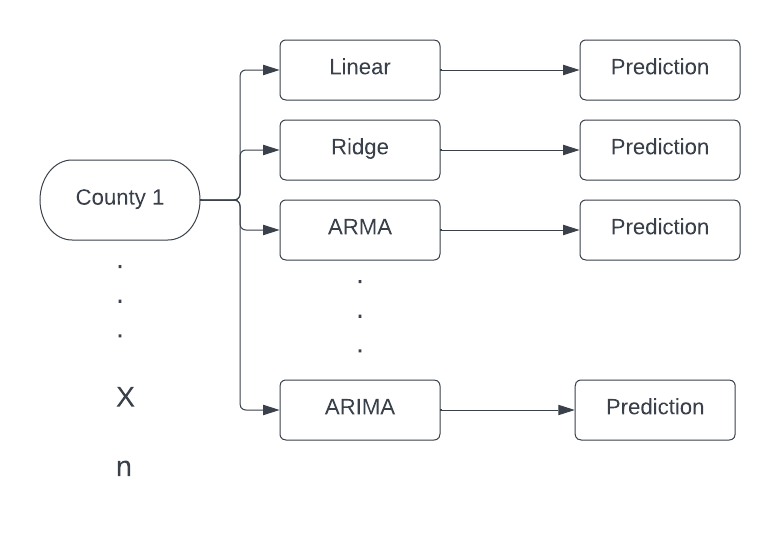 Linear
Prediction
Ridge
Prediction
County 1
ARMA
Prediction
.
.
.
.
.
.
X
ARIMA
Prediction
n